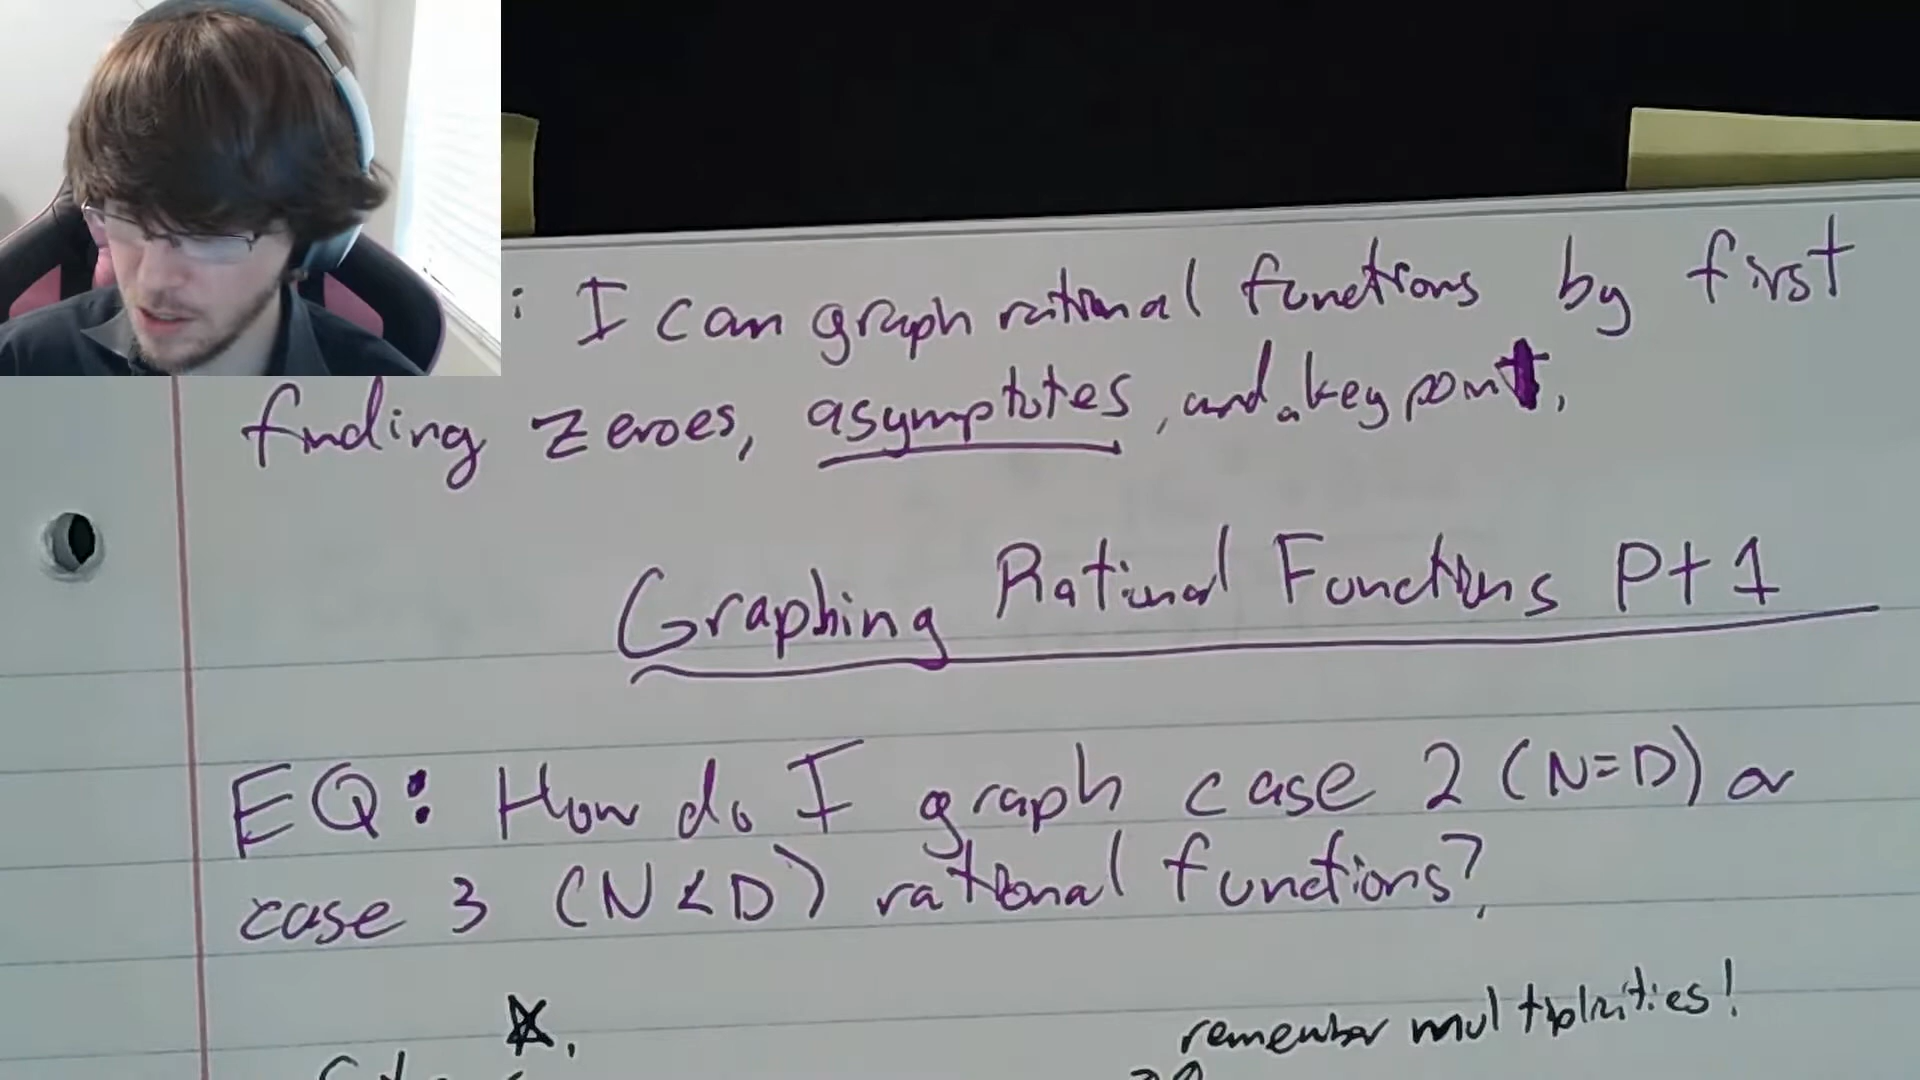 : I can graph rational functions by first
finding zeroes, asymptotes, and a key point.
Graphing Rational Functions Pt 1
EQ: How do I graph case 2 (N=D) or
case 3 (N<D) rational functions?
remember multiplicities!